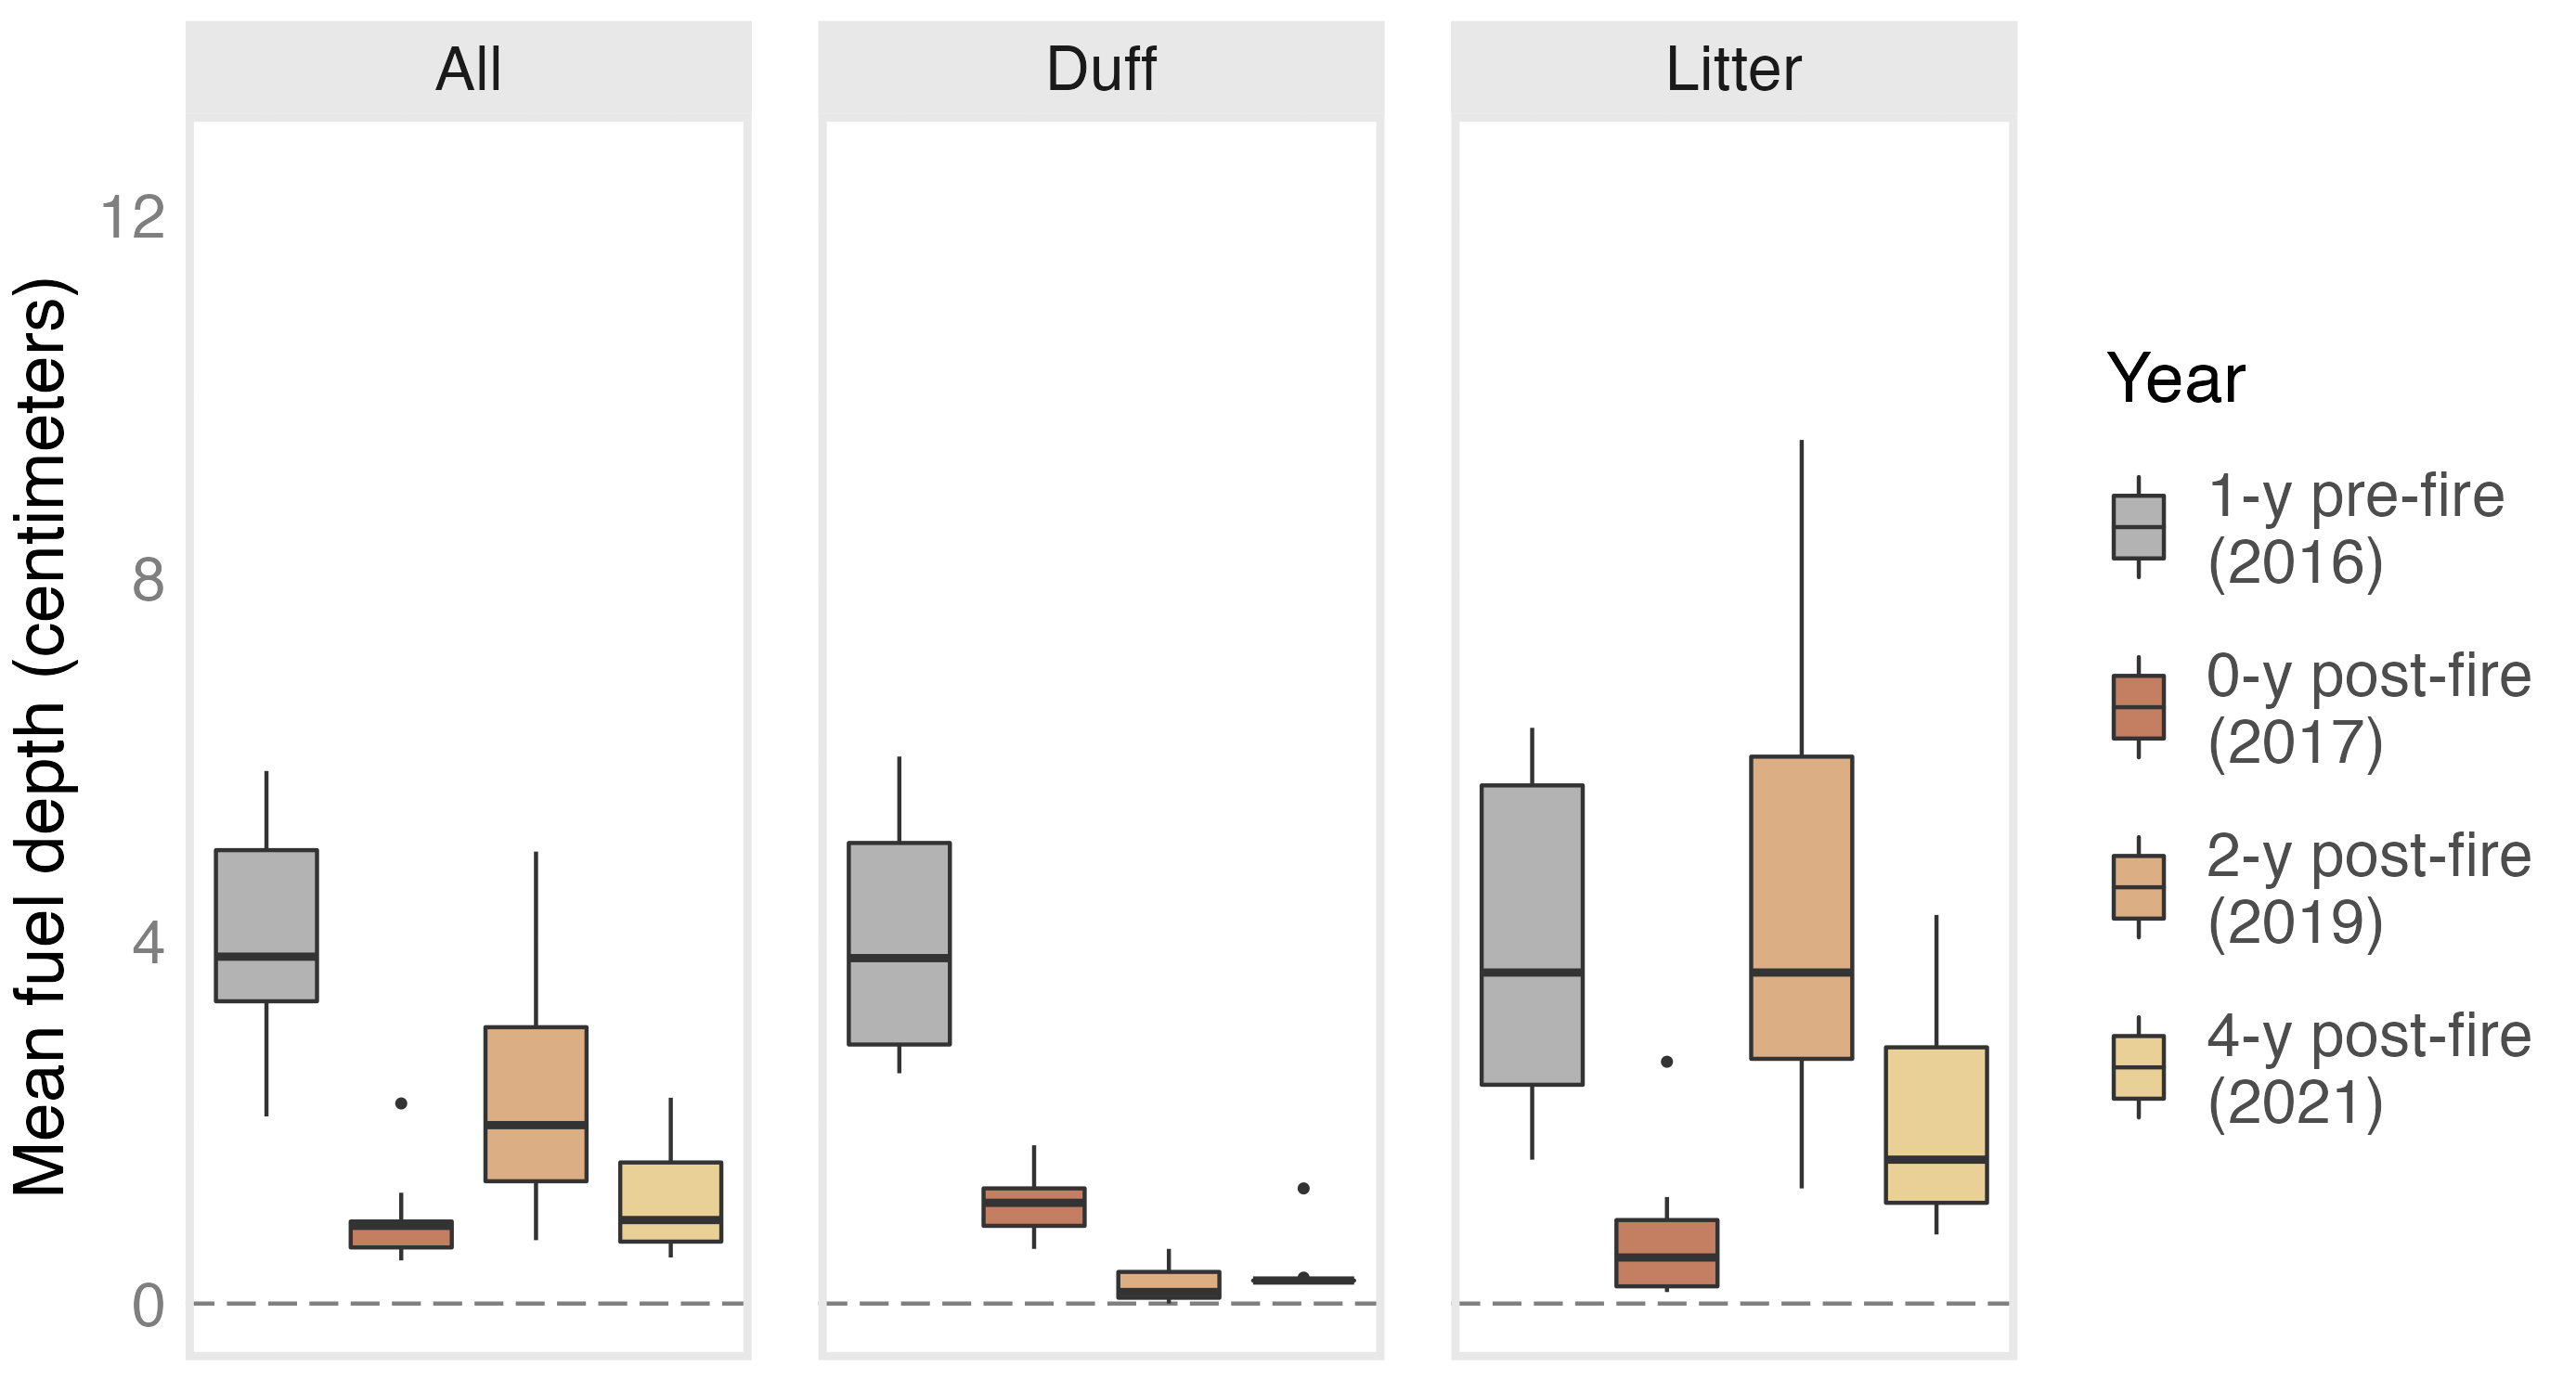 All
Duff
Litter
Mean fuel depth (centimeters)
12
8
4
0
Year
1-y pre-fire
(2016)
0-y post-fire
(2017)
2-y post-fire
(2019)
4-y post-fire
(2021)